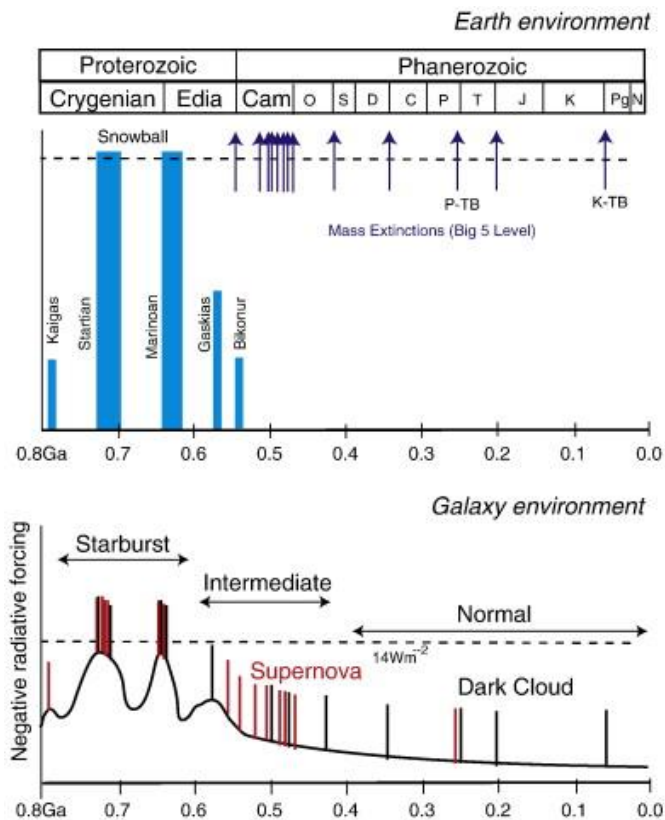 Earth environment
Proterozoic Phanerozoic
Crygenian Edia Cam O S D C P T J K Pg N
Snowball
P-TB K-TB
Mass Extinctions (Big 5 Level)
Kaigas
Startian
Marinoan
Gaskias
Bikonur
0.8Ga 0.7 0.6 0.5 0.4 0.3 0.2 0.1 0.0
Galaxy environment
Negative radiative forcing
Starburst
Intermediate
Normal
14Wm⁻²
Supernova
Dark Cloud
0.8Ga 0.7 0.6 0.5 0.4 0.3 0.2 0.1 0.0